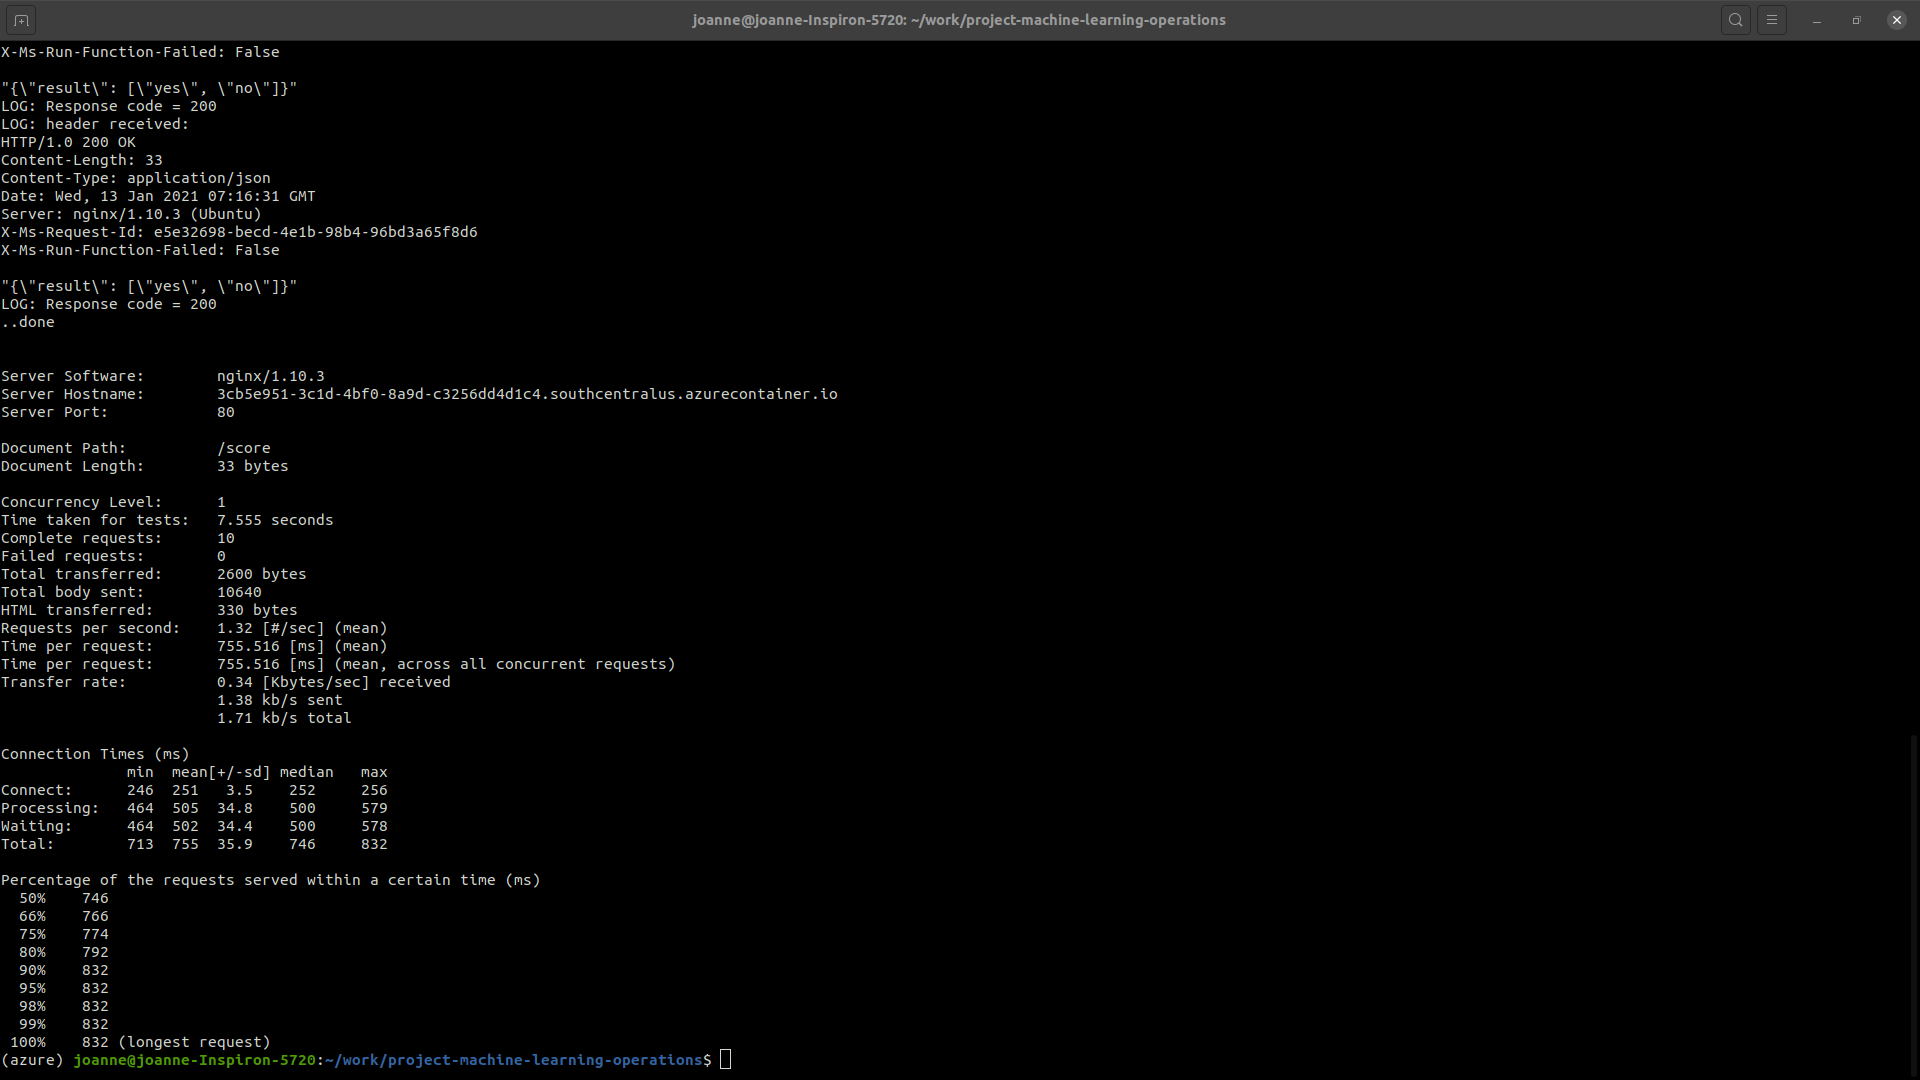 joanne@joanne-Inspiron-5720: ~/work/project-machine-learning-operations
X-Ms-Run-Function-Failed: False
"{\"result\": [\"yes\", \"no\"]}"
LOG: Response code = 200
LOG: header received:
HTTP/1.0 200 OK
Content-Length: 33
Content-Type: application/json
Date: Wed, 13 Jan 2021 07:16:31 GMT
Server: nginx/1.10.3 (Ubuntu)
X-Ms-Request-Id: e5e32698-becd-4e1b-98b4-96bd3a65f8d6
X-Ms-Run-Function-Failed: False
"{\"result\": [\"yes\", \"no\"]}"
LOG: Response code = 200
..done
Server Software:        nginx/1.10.3
Server Hostname:        3cb5e951-3c1d-4bf0-8a9d-c3256dd4d1c4.southcentralus.azurecontainer.io
Server Port:            80
Document Path:          /score
Document Length:        33 bytes
Concurrency Level:      1
Time taken for tests:   7.555 seconds
Complete requests:      10
Failed requests:        0
Total transferred:      2600 bytes
Total body sent:        10640
HTML transferred:       330 bytes
Requests per second:    1.32 [#/sec] (mean)
Time per request:       755.516 [ms] (mean)
Time per request:       755.516 [ms] (mean, across all concurrent requests)
Transfer rate:          0.34 [Kbytes/sec] received
                        1.38 kb/s sent
                        1.71 kb/s total
Connection Times (ms)
              min  mean[+/-sd] median   max
Connect:      246  251   3.5    252     256
Processing:   464  505  34.8    500     579
Waiting:      464  502  34.4    500     578
Total:        713  755  35.9    746     832
Percentage of the requests served within a certain time (ms)
  50%    746
  66%    766
  75%    774
  80%    792
  90%    832
  95%    832
  98%    832
  99%    832
 100%    832 (longest request)
(azure) joanne@joanne-Inspiron-5720:~/work/project-machine-learning-operations$